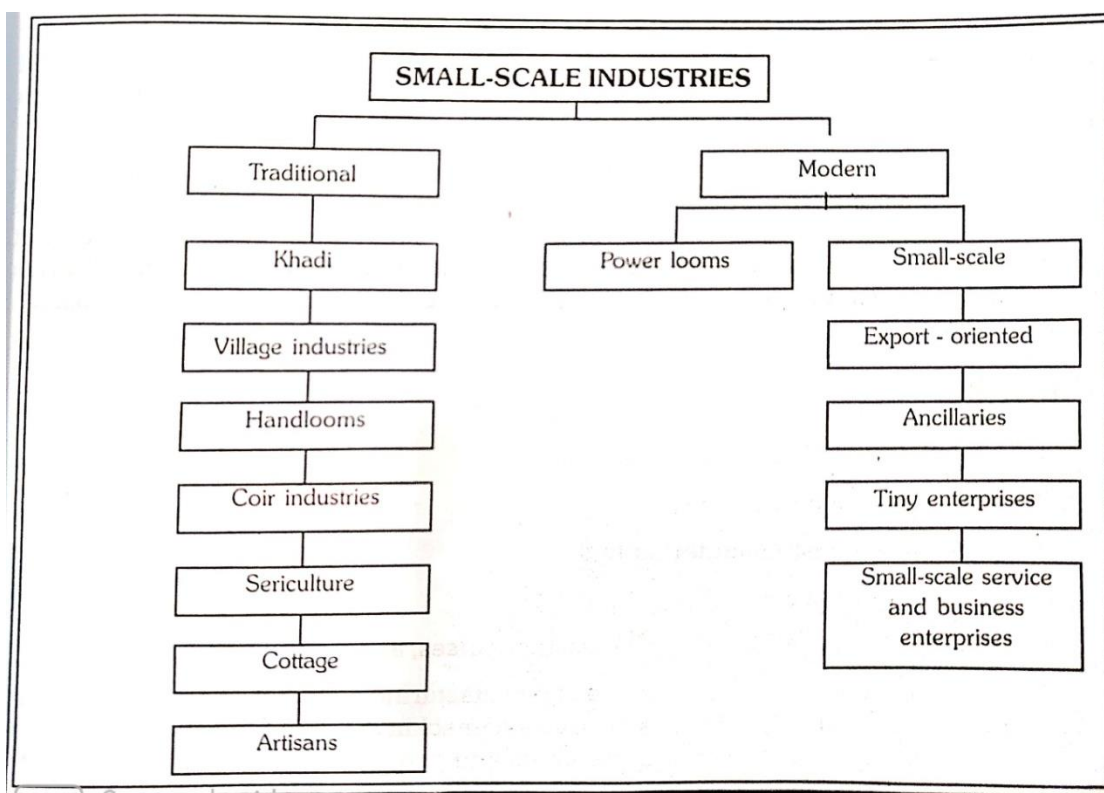 SMALL-SCALE INDUSTRIES
Traditional
Modern
Khadi
Power looms
Small-scale
Village industries
Export - oriented
Handlooms
Ancillaries
Coir industries
Tiny enterprises
Sericulture
Small-scale service
and business
enterprises
Cottage
Artisans